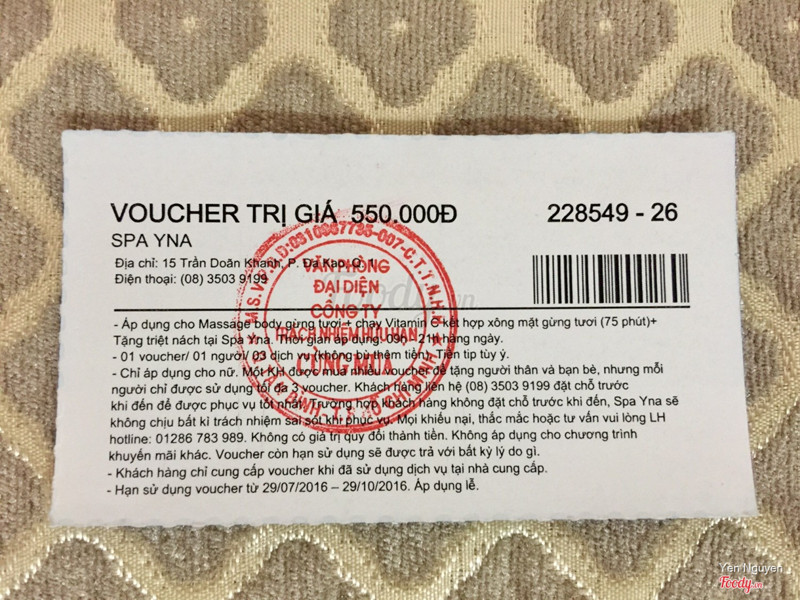 VOUCHER TRỊ GIÁ 550.000Đ
228549 - 26
SPA YNA
Địa chỉ: 15 Trần Doãn Khanh, P. Đa Kao, Q. 1
Điện thoại: (08) 3503 9199
- Áp dụng cho Massage body gừng tươi + chạy Vitamin C kết hợp xông mặt gừng tươi (75 phút)+
Tặng triệt nách tại Spa Yna. Thời gian áp dụng: 09h - 21h hàng ngày.
- 01 voucher/ 01 người/ 03 dịch vụ (không bù thêm tiền). Tiền tip tùy ý.
- Chỉ áp dụng cho nữ. Một KH được mua nhiều voucher để tặng người thân và bạn bè, nhưng mỗi
người chỉ được sử dụng tối đa 3 voucher. Khách hàng liên hệ (08) 3503 9199 đặt chỗ trước
khi đến để được phục vụ tốt nhất. Trường hợp khách hàng không đặt chỗ trước khi đến, Spa Yna sẽ
không chịu bất kì trách nhiệm sai sót khi phục vụ. Mọi khiếu nại, thắc mắc hoặc tư vấn vui lòng LH
hotline: 01286 783 989. Không có giá trị quy đổi thành tiền. Không áp dụng cho chương trình
khuyến mãi khác. Voucher còn hạn sử dụng sẽ được trả với bất kỳ lý do gì.
- Khách hàng chỉ cung cấp voucher khi đã sử dụng dịch vụ tại nhà cung cấp.
- Hạn sử dụng voucher từ 29/07/2016 – 29/10/2016. Áp dụng lễ.
VĂN PHÒNG
ĐẠI DIỆN
CÔNG TY
TRÁCH NHIỆM HỮU HẠN
CÙNG MUA
Foody.vn
Yen Nguyen
Foody.vn